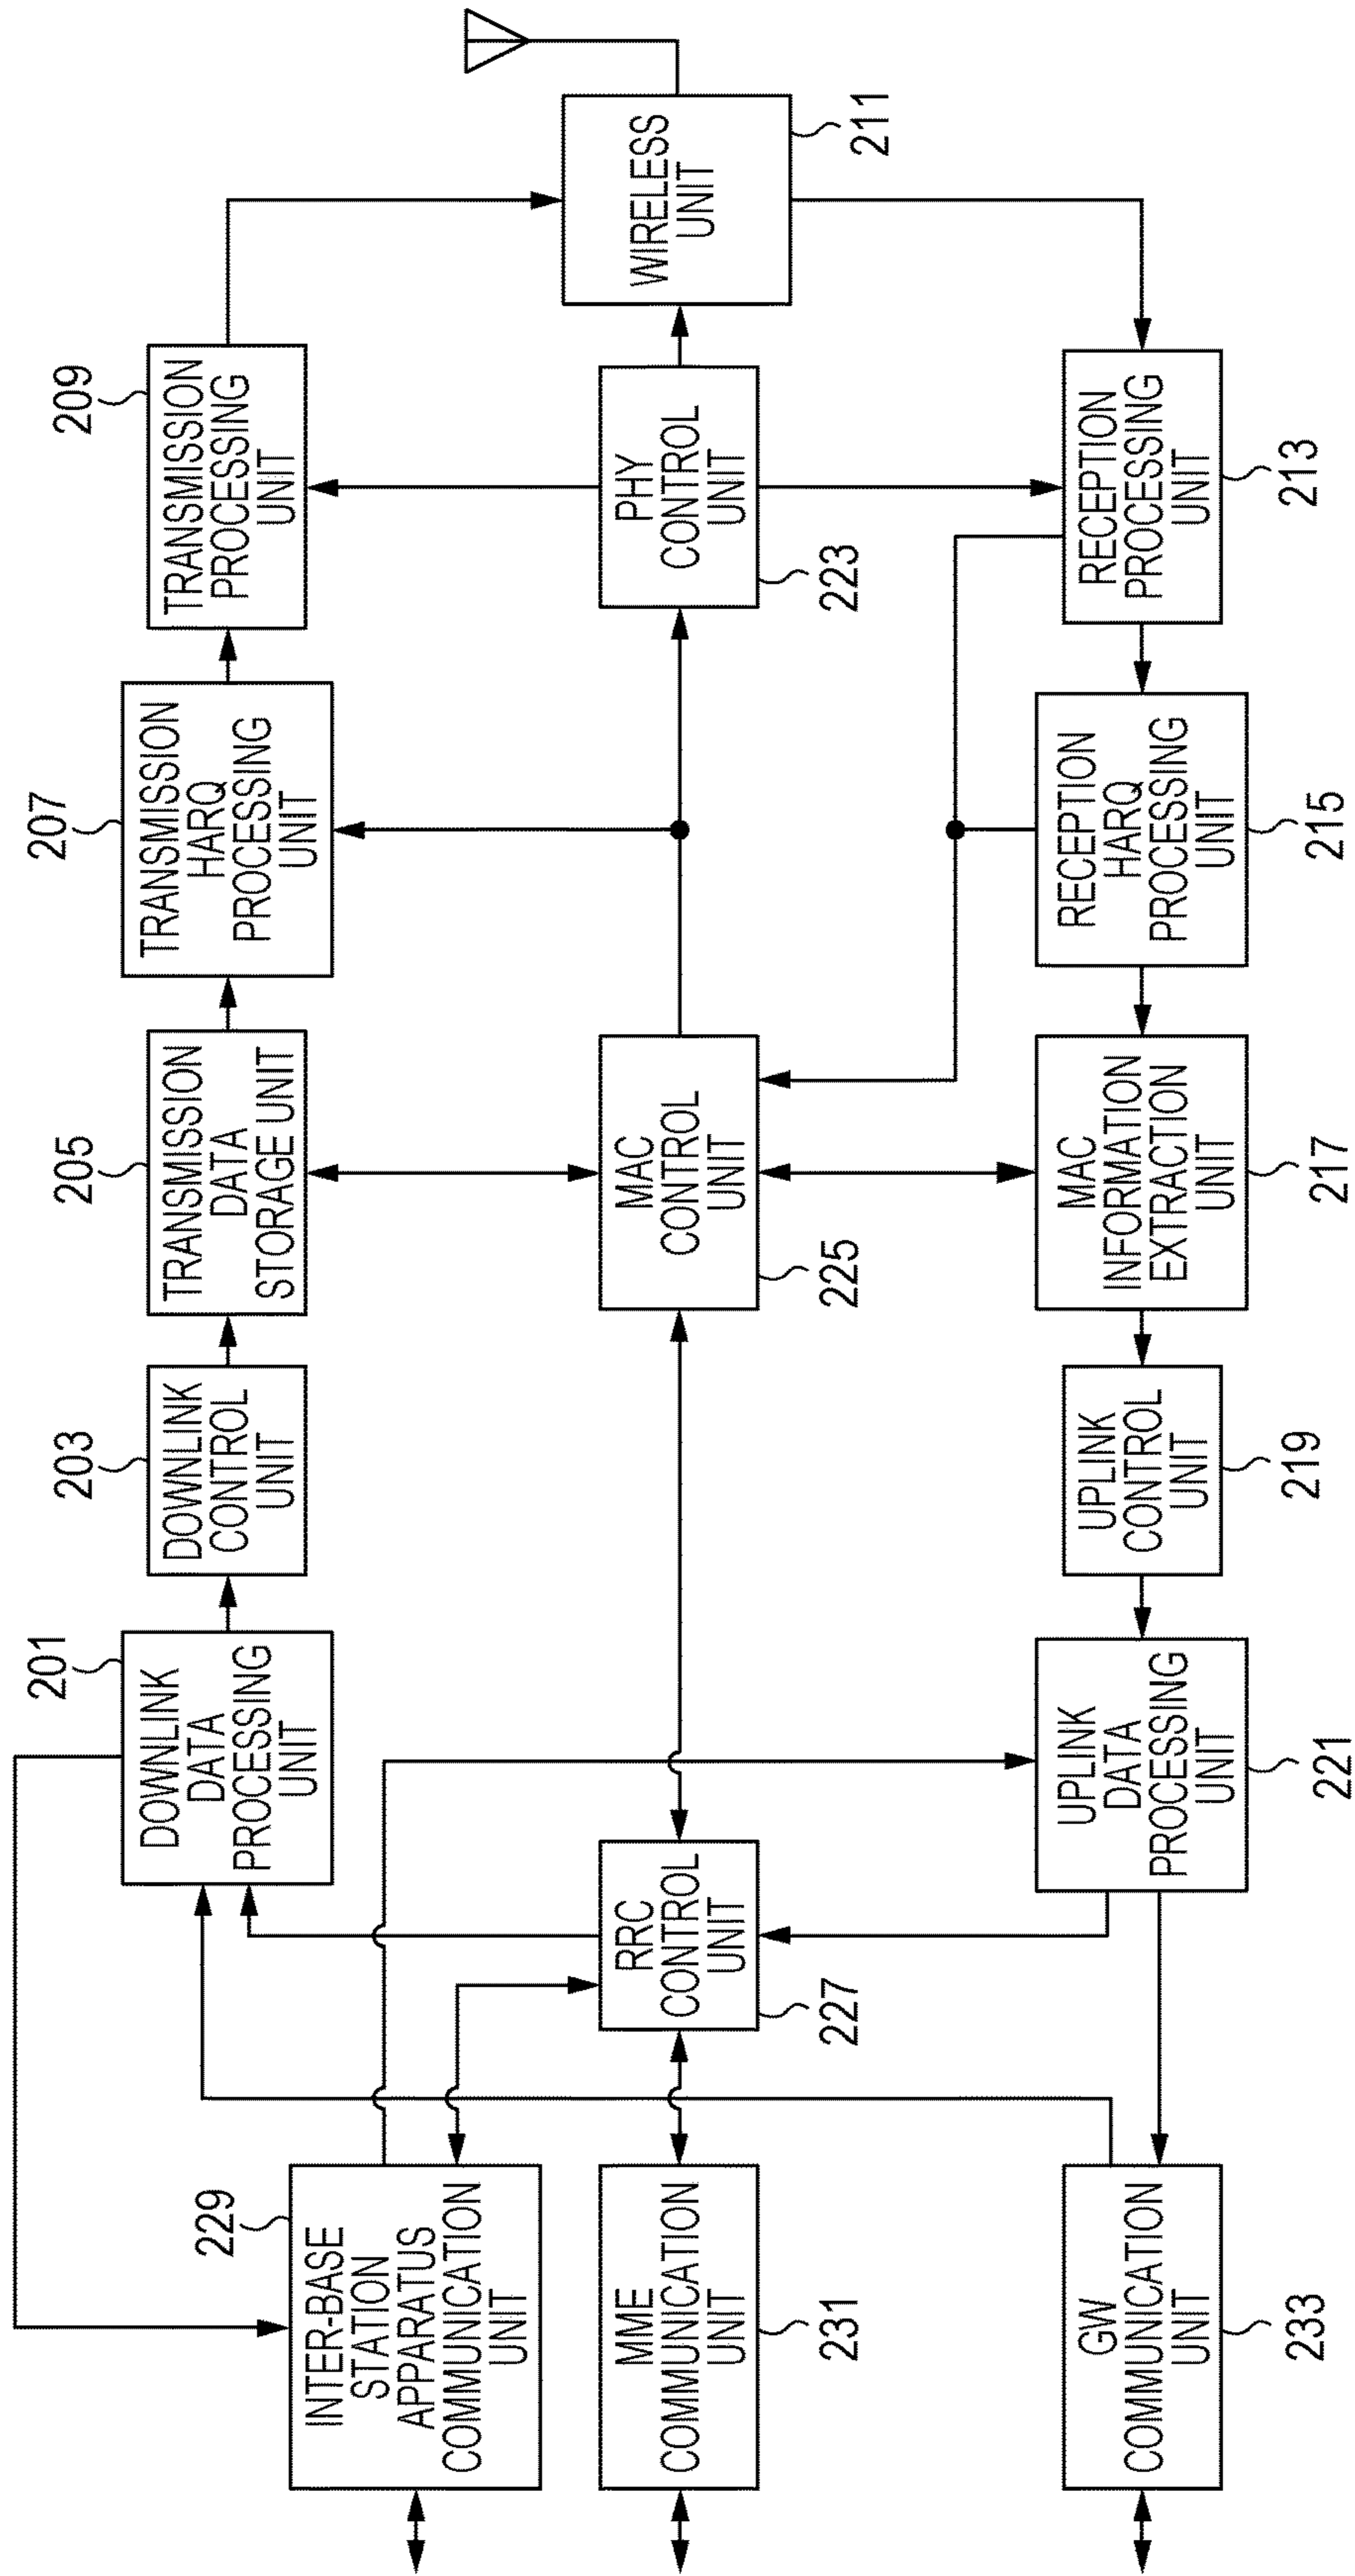 201
DOWNLINK
DATA
PROCESSING
UNIT
203
DOWNLINK
CONTROL
UNIT
205
TRANSMISSION
DATA
STORAGE UNIT
207
TRANSMISSION
HARQ
PROCESSING
UNIT
209
TRANSMISSION
PROCESSING
UNIT
229
INTER-BASE
STATION
APPARATUS
COMMUNICATION
UNIT
MME
COMMUNICATION
UNIT
231
RRC
CONTROL
UNIT
227
MAC
CONTROL
UNIT
225
PHY
CONTROL
UNIT
223
WIRELESS
UNIT
211
GW
COMMUNICATION
UNIT
233
UPLINK
DATA
PROCESSING
UNIT
221
UPLINK
CONTROL
UNIT
219
MAC
INFORMATION
EXTRACTION
UNIT
217
RECEPTION
HARQ
PROCESSING
UNIT
215
RECEPTION
PROCESSING
UNIT
213